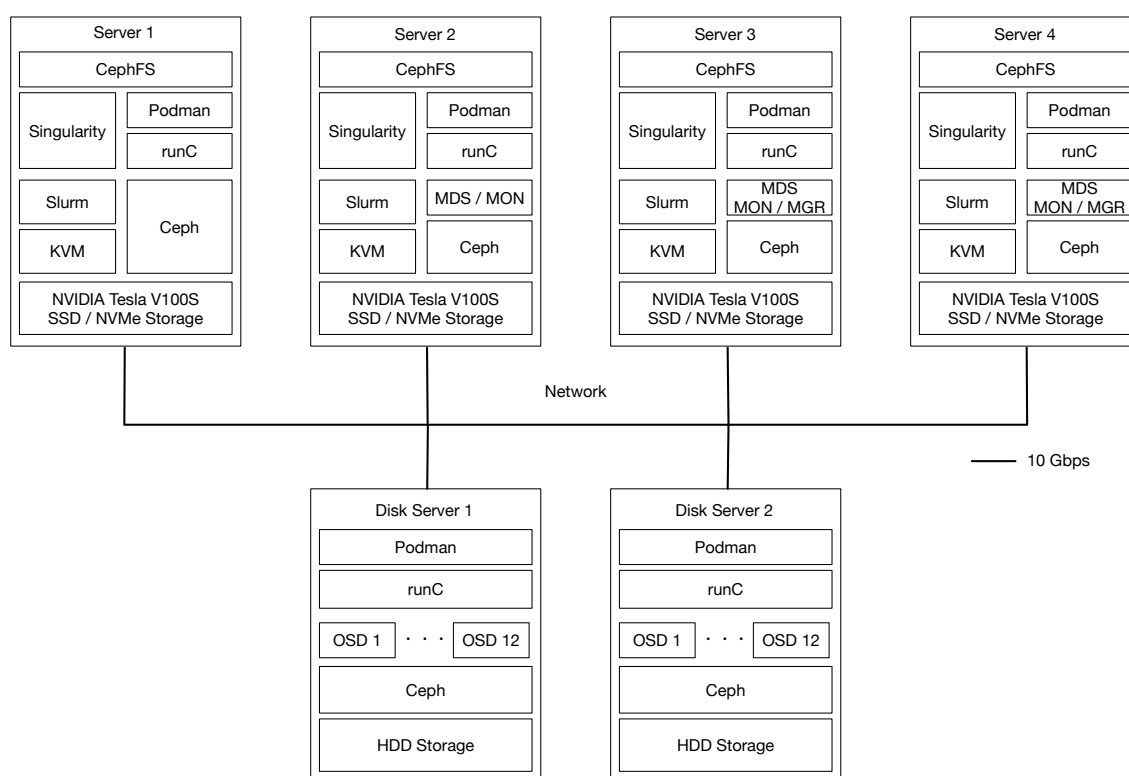 Server 1
CephFS
Singularity
Podman
runC
Slurm
Ceph
KVM
NVIDIA Tesla V100S
SSD / NVMe Storage
Server 2
CephFS
Singularity
Podman
runC
Slurm
MDS / MON
KVM
Ceph
NVIDIA Tesla V100S
SSD / NVMe Storage
Server 3
CephFS
Singularity
Podman
runC
Slurm
MDS
MON / MGR
KVM
Ceph
NVIDIA Tesla V100S
SSD / NVMe Storage
Server 4
CephFS
Singularity
Podman
runC
Slurm
MDS
MON / MGR
KVM
Ceph
NVIDIA Tesla V100S
SSD / NVMe Storage
Network
10 Gbps
Disk Server 1
Podman
runC
OSD 1 · · · OSD 12
Ceph
HDD Storage
Disk Server 2
Podman
runC
OSD 1 · · · OSD 12
Ceph
HDD Storage